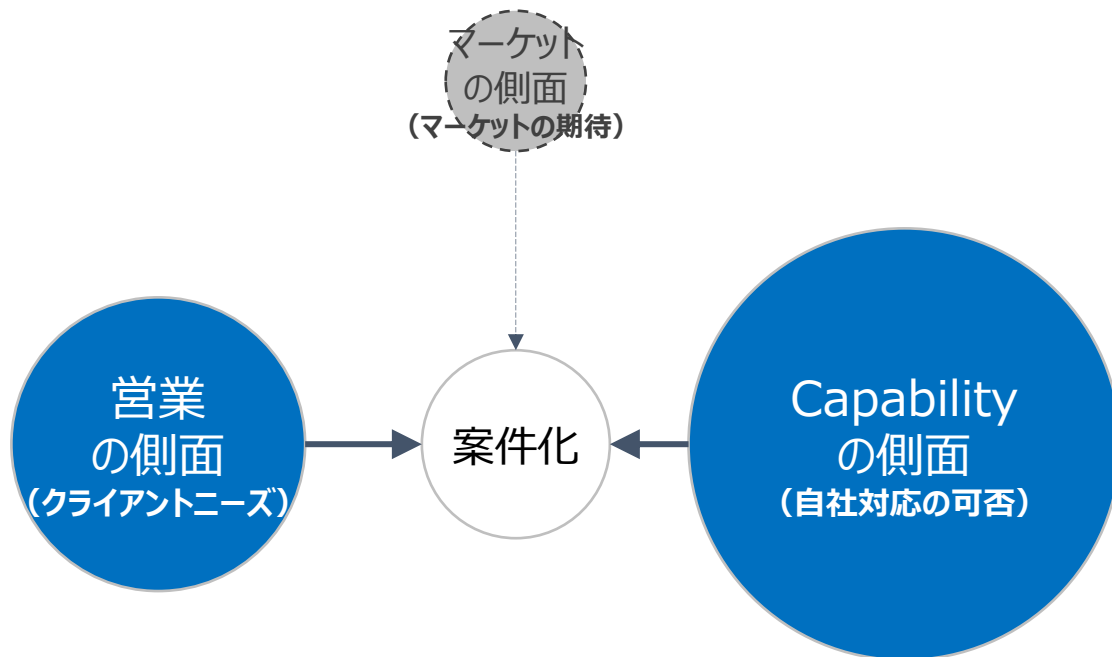 マーケット
の側面
（マーケットの期待）
営業
の側面
（クライアントニーズ）
案件化
Capability
の側面
（自社対応の可否）